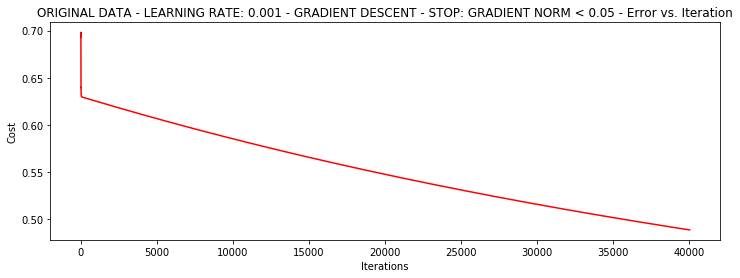 ORIGINAL DATA - LEARNING RATE: 0.001 - GRADIENT DESCENT - STOP: GRADIENT NORM < 0.05 - Error vs. Iteration
0.70
0.65
0.60
0.55
0.50
Cost
0 5000 10000 15000 20000 25000 30000 35000 40000
Iterations